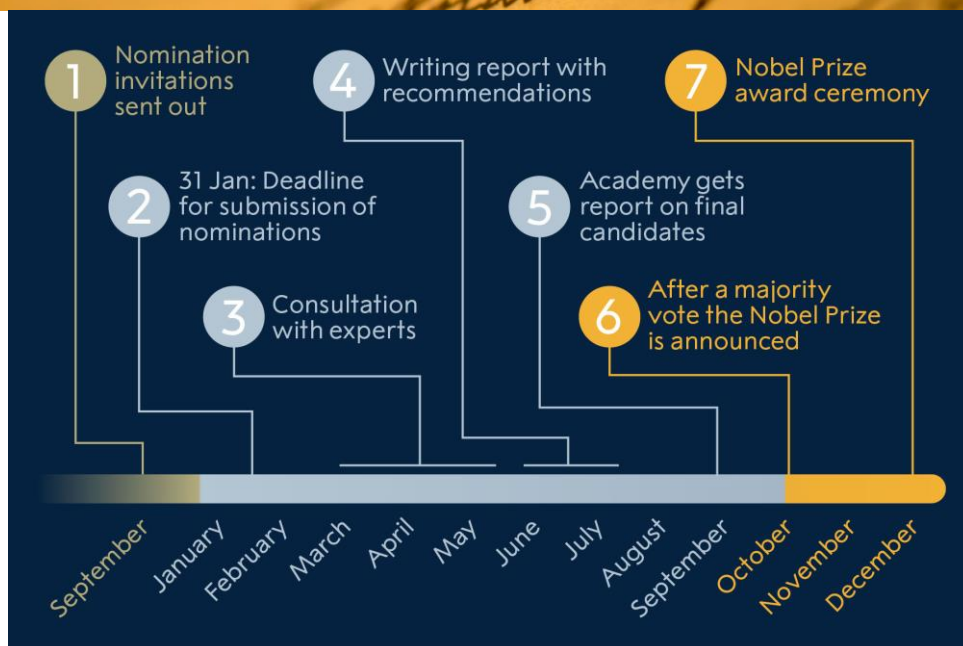 1
Nomination
invitations
sent out
2
31 Jan: Deadline
for submission of
nominations
3
Consultation
with experts
4
Writing report with
recommendations
5
Academy gets
report on final
candidates
6
After a majority
vote the Nobel Prize
is announced
7
Nobel Prize
award ceremony
September
January
February
March
April
May
June
July
August
September
October
November
December